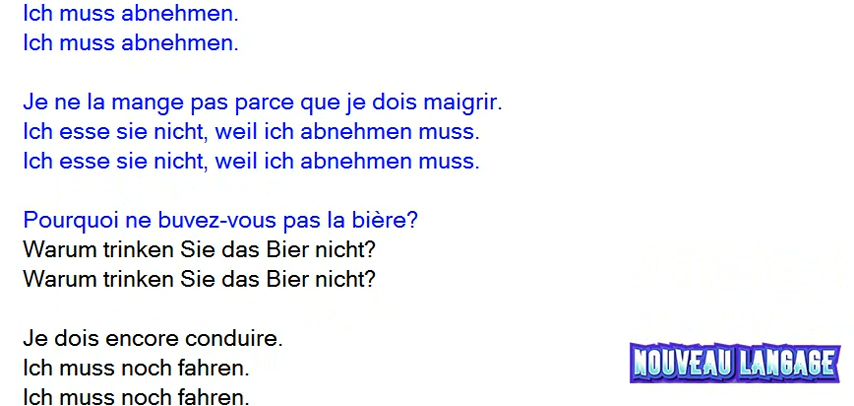 Ich muss abnehmen.
Ich muss abnehmen.
Je ne la mange pas parce que je dois maigrir.
Ich esse sie nicht, weil ich abnehmen muss.
Ich esse sie nicht, weil ich abnehmen muss.
Pourquoi ne buvez-vous pas la bière?
Warum trinken Sie das Bier nicht?
Warum trinken Sie das Bier nicht?
Je dois encore conduire.
Ich muss noch fahren.
Ich muss noch fahren.
NOUVEAU LANGAGE